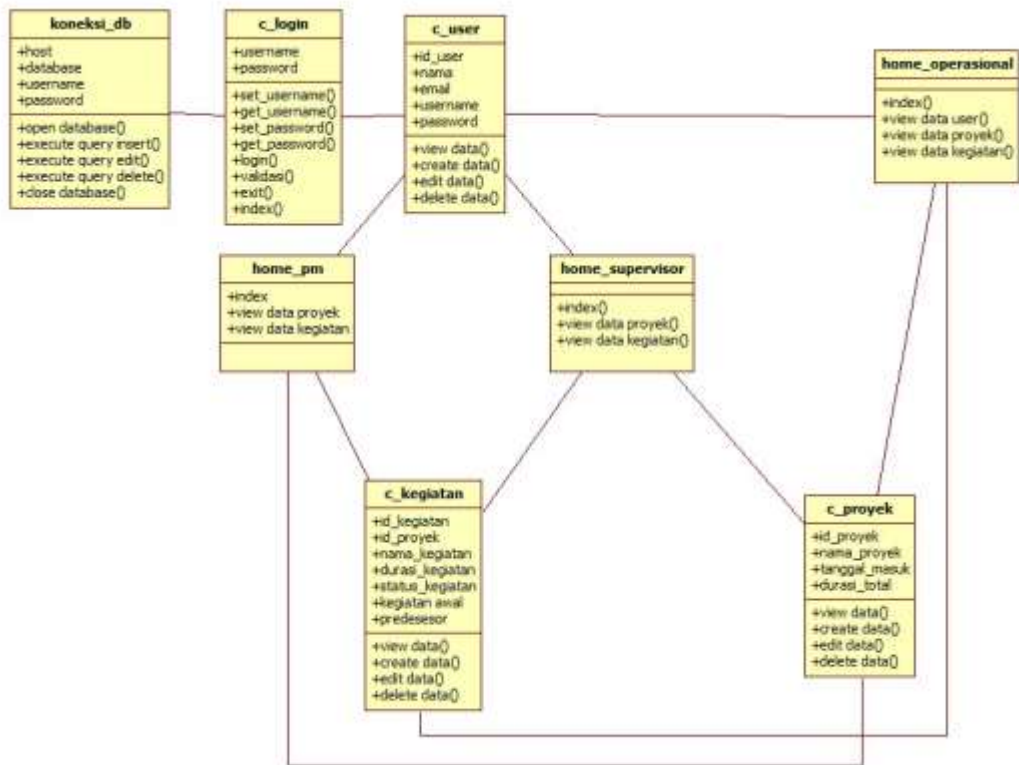 koneksi_db
+host
+database
+username
+password
+open database()
+execute query insert()
+execute query edit()
+execute query delete()
+close database()
c_login
+username
+password
+set_username()
+get_username()
+set_password()
+get_password()
+login()
+validasi()
+exit()
+index()
c_user
+id_user
+nama
+email
+username
+password
+view data()
+create data()
+edit data()
+delete data()
home_operasional
+index()
+view data user()
+view data proyek()
+view data kegiatan()
home_pm
+index
+view data proyek
+view data kegiatan
home_supervisor
+index()
+view data proyek()
+view data kegiatan()
c_kegiatan
+id_kegiatan
+id_proyek
+nama_kegiatan
+durasi_kegiatan
+status_kegiatan
+kegiatan awal
+predesesor
+view data()
+create data()
+edit data()
+delete data()
c_proyek
+id_proyek
+nama_proyek
+tanggal_masuk
+durasi_total
+view data()
+create data()
+edit data()
+delete data()